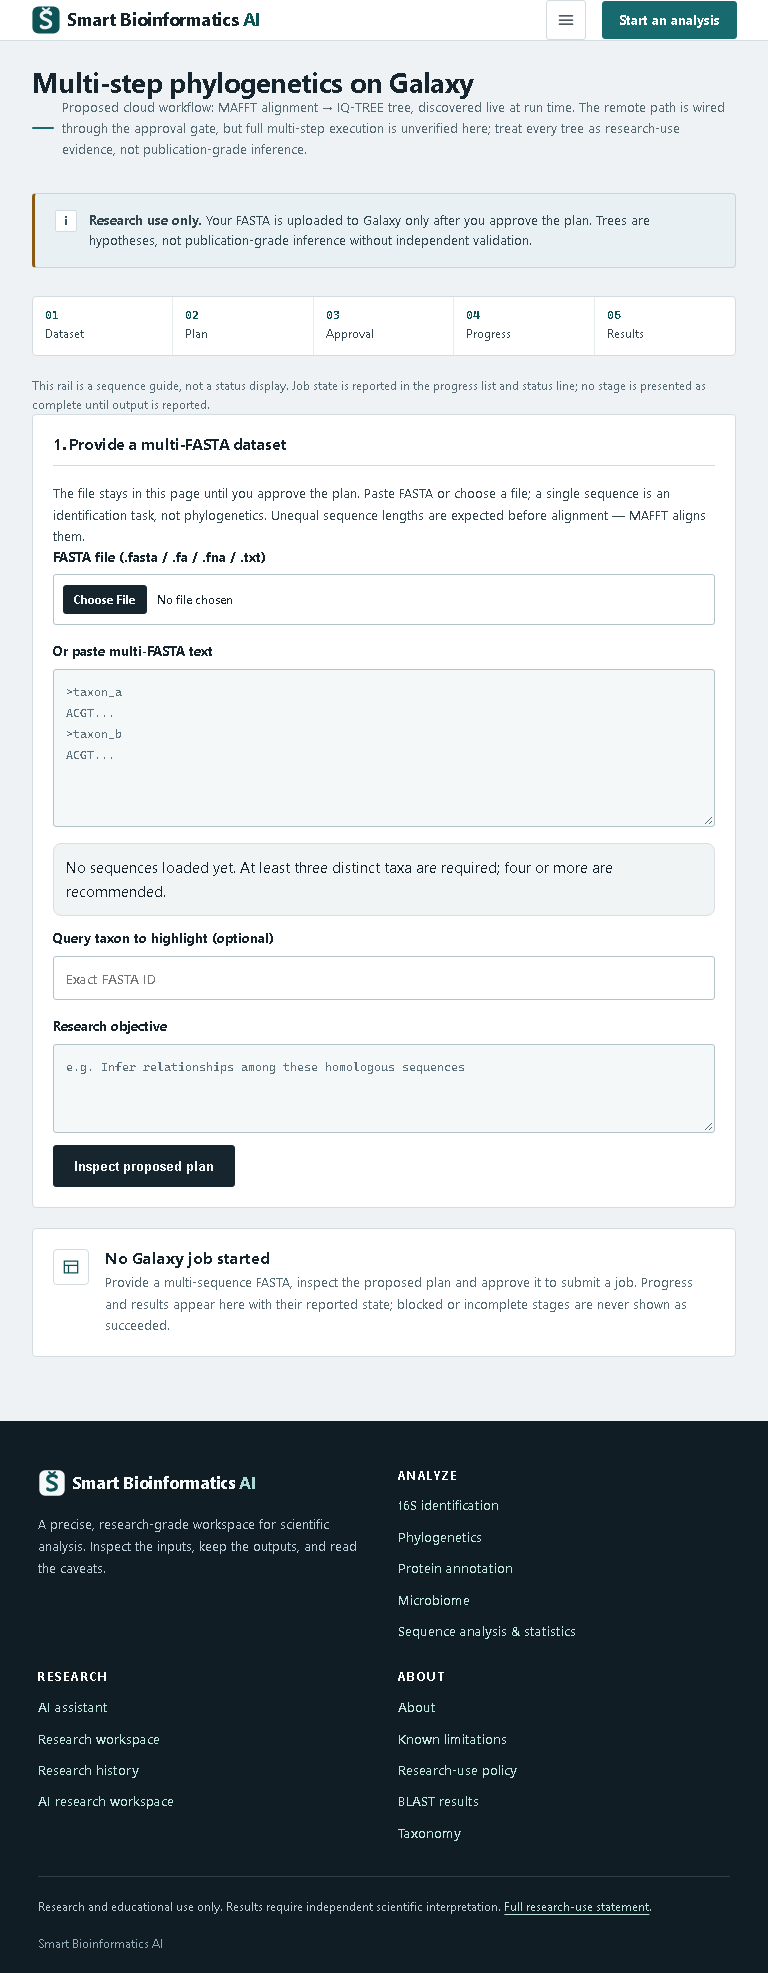 Smart Bioinformatics AI
Start an analysis
Multi-step phylogenetics on Galaxy
Proposed cloud workflow: MAFFT alignment → IQ-TREE tree, discovered live at run time. The remote path is wired
through the approval gate, but full multi-step execution is unverified here; treat every tree as research-use
evidence, not publication-grade inference.
i
Research use only. Your FASTA is uploaded to Galaxy only after you approve the plan. Trees are
hypotheses, not publication-grade inference without independent validation.
01
Dataset
02
Plan
03
Approval
04
Progress
05
Results
This rail is a sequence guide, not a status display. Job state is reported in the progress list and status line; no stage is presented as
complete until output is reported.
1. Provide a multi-FASTA dataset
The file stays in this page until you approve the plan. Paste FASTA or choose a file; a single sequence is an
identification task, not phylogenetics. Unequal sequence lengths are expected before alignment — MAFFT aligns
them.
FASTA file (.fasta / .fa / .fna / .txt)
Choose File No file chosen
Or paste multi-FASTA text
>taxon_a
ACGT...
>taxon_b
ACGT...
No sequences loaded yet. At least three distinct taxa are required; four or more are
recommended.
Query taxon to highlight (optional)
Exact FASTA ID
Research objective
e.g. Infer relationships among these homologous sequences
Inspect proposed plan
No Galaxy job started
Provide a multi-sequence FASTA, inspect the proposed plan and approve it to submit a job. Progress
and results appear here with their reported state; blocked or incomplete stages are never shown as
succeeded.
Smart Bioinformatics AI
A precise, research-grade workspace for scientific
analysis. Inspect the inputs, keep the outputs, and read
the caveats.
ANALYZE
16S identification
Phylogenetics
Protein annotation
Microbiome
Sequence analysis & statistics
RESEARCH
AI assistant
Research workspace
Research history
AI research workspace
ABOUT
About
Known limitations
Research-use policy
BLAST results
Taxonomy
Research and educational use only. Results require independent scientific interpretation. Full research-use statement.
Smart Bioinformatics AI